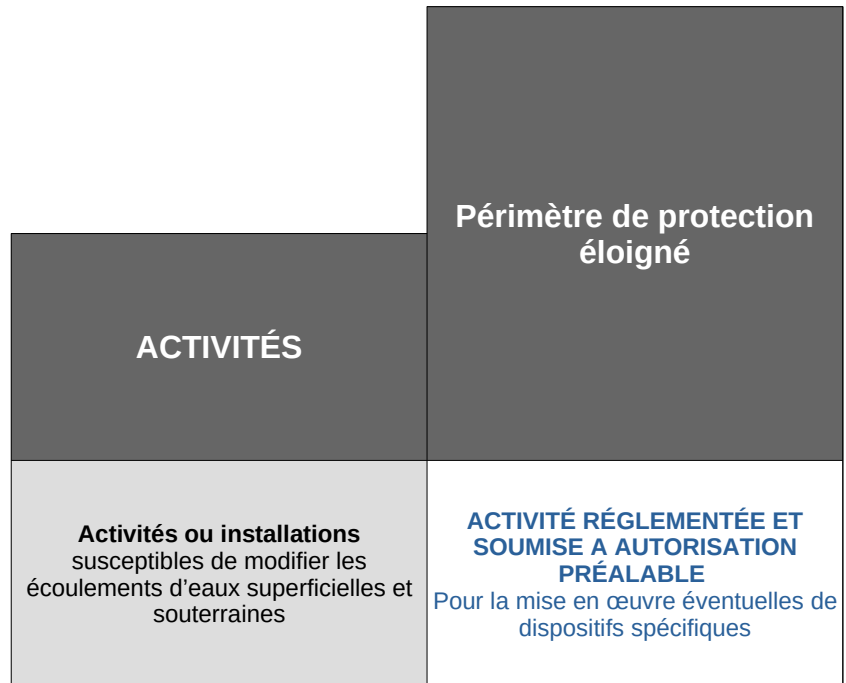 Périmètre de protection
éloigné
ACTIVITÉS
Activités ou installations
susceptibles de modifier les
écoulements d’eaux superficielles et
souterraines
ACTIVITÉ RÉGLEMENTÉE ET
SOUMISE A AUTORISATION
PRÉALABLE
Pour la mise en œuvre éventuelles de
dispositifs spécifiques